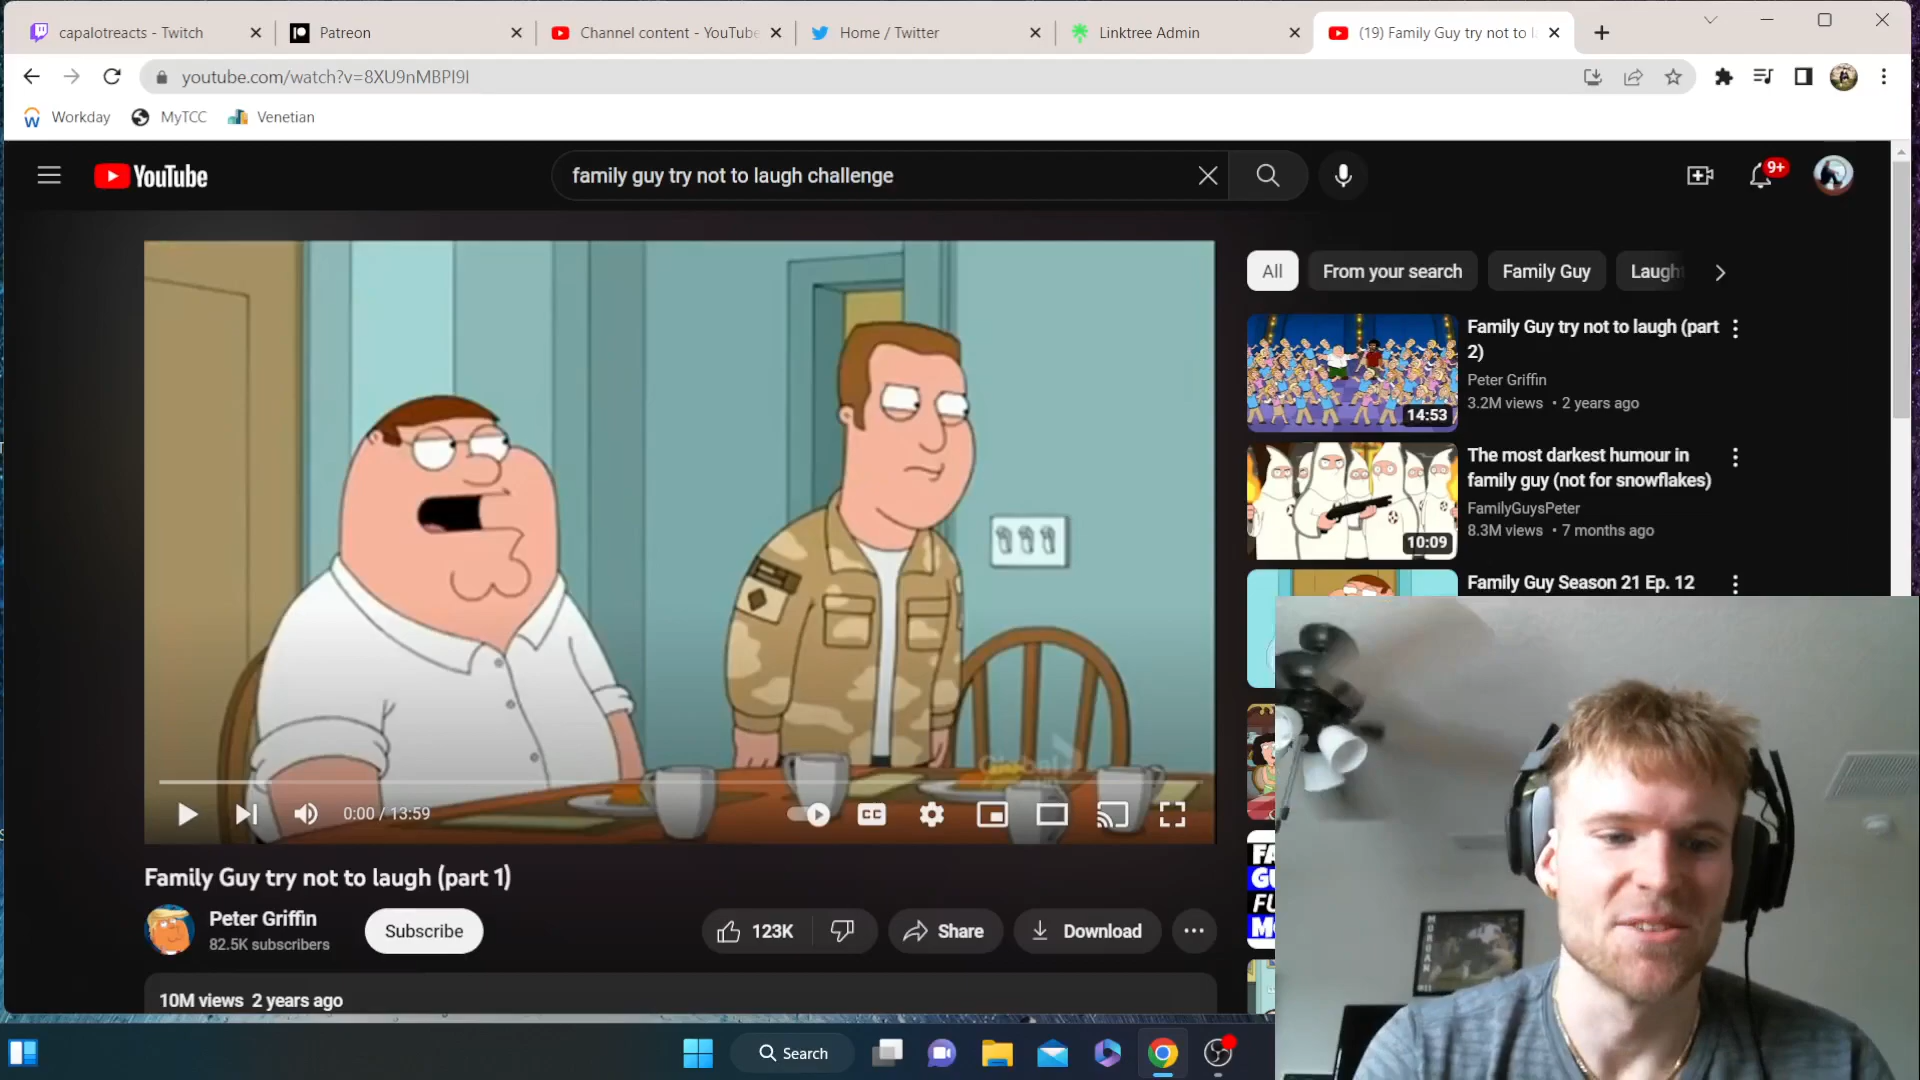 capalotreacts - Twitch
Patreon
Channel content - YouTube
Home / Twitter
Linktree Admin
(19) Family Guy try not to l
youtube.com/watch?v=8XU9nMBPI9I
Workday
MyTCC
Venetian
YouTube
family guy try not to laugh challenge
9+
All
From your search
Family Guy
Laugh
Family Guy try not to laugh (part
2)
Peter Griffin
3.2M views • 2 years ago
14:53
The most darkest humour in
family guy (not for snowflakes)
FamilyGuysPeter
8.3M views • 7 months ago
10:09
Family Guy Season 21 Ep. 12
Global
0:00 / 13:59
CC
Family Guy try not to laugh (part 1)
Peter Griffin
82.5K subscribers
Subscribe
123K
Share
Download
10M views 2 years ago
MORGAN
Search